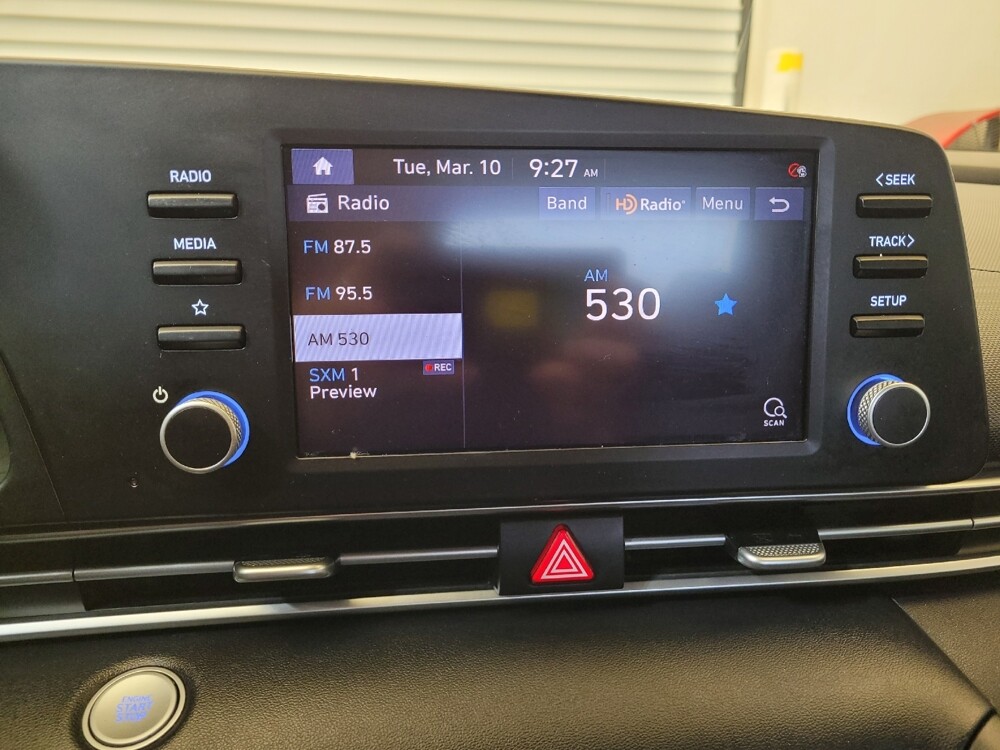 RADIO
MEDIA
Tue, Mar. 10 9:27 AM
Radio
Band
HD Radio
Menu
FM 87.5
FM 95.5
AM 530
SXM 1
REC
Preview
AM
530
SCAN
<SEEK
TRACK>
SETUP
ENGINE
START
STOP